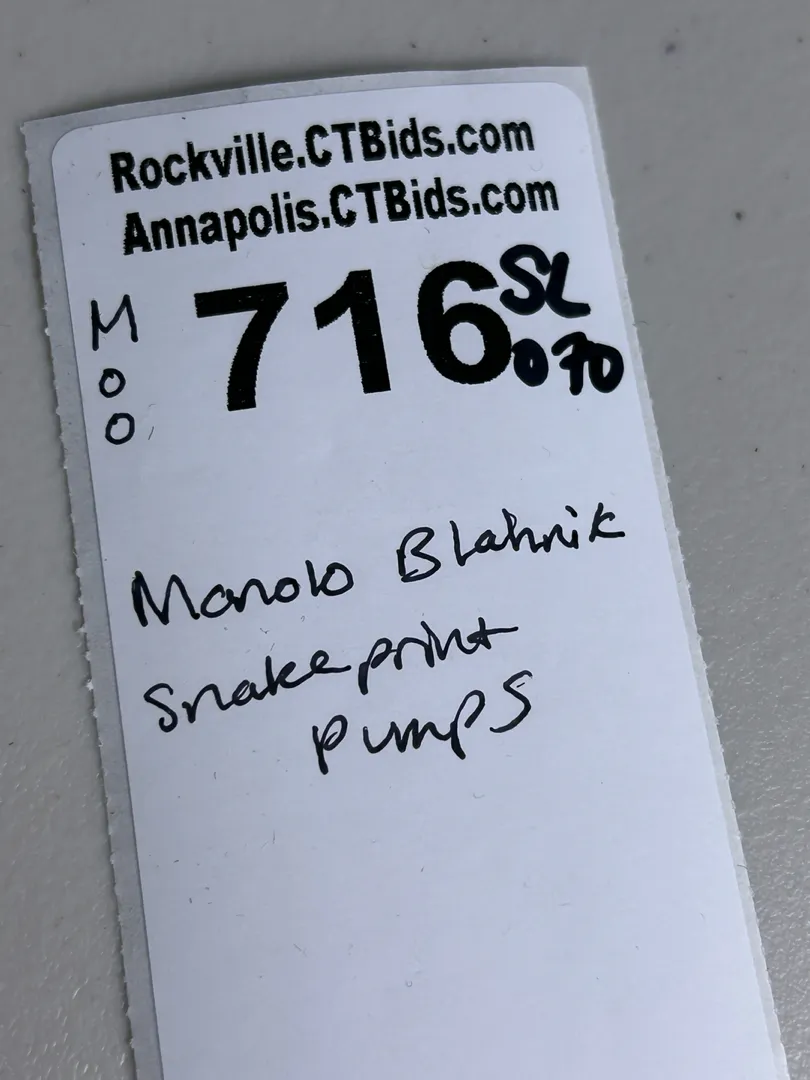 Rockville.CTBids.com
Annapolis.CTBids.com
M
O
O
716
SL
070
Manolo Blahnik
Snakeprint
pumps